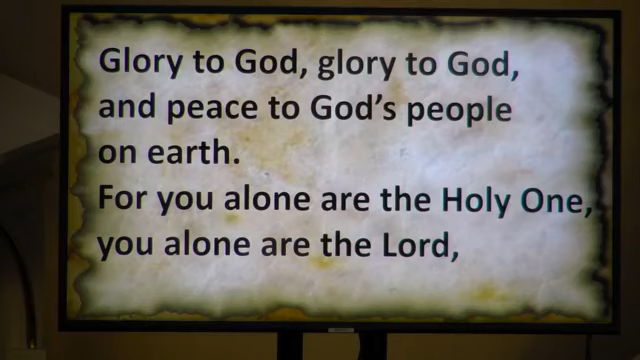 Glory to God, glory to God,
and peace to God’s people
on earth.
For you alone are the Holy One,
you alone are the Lord,